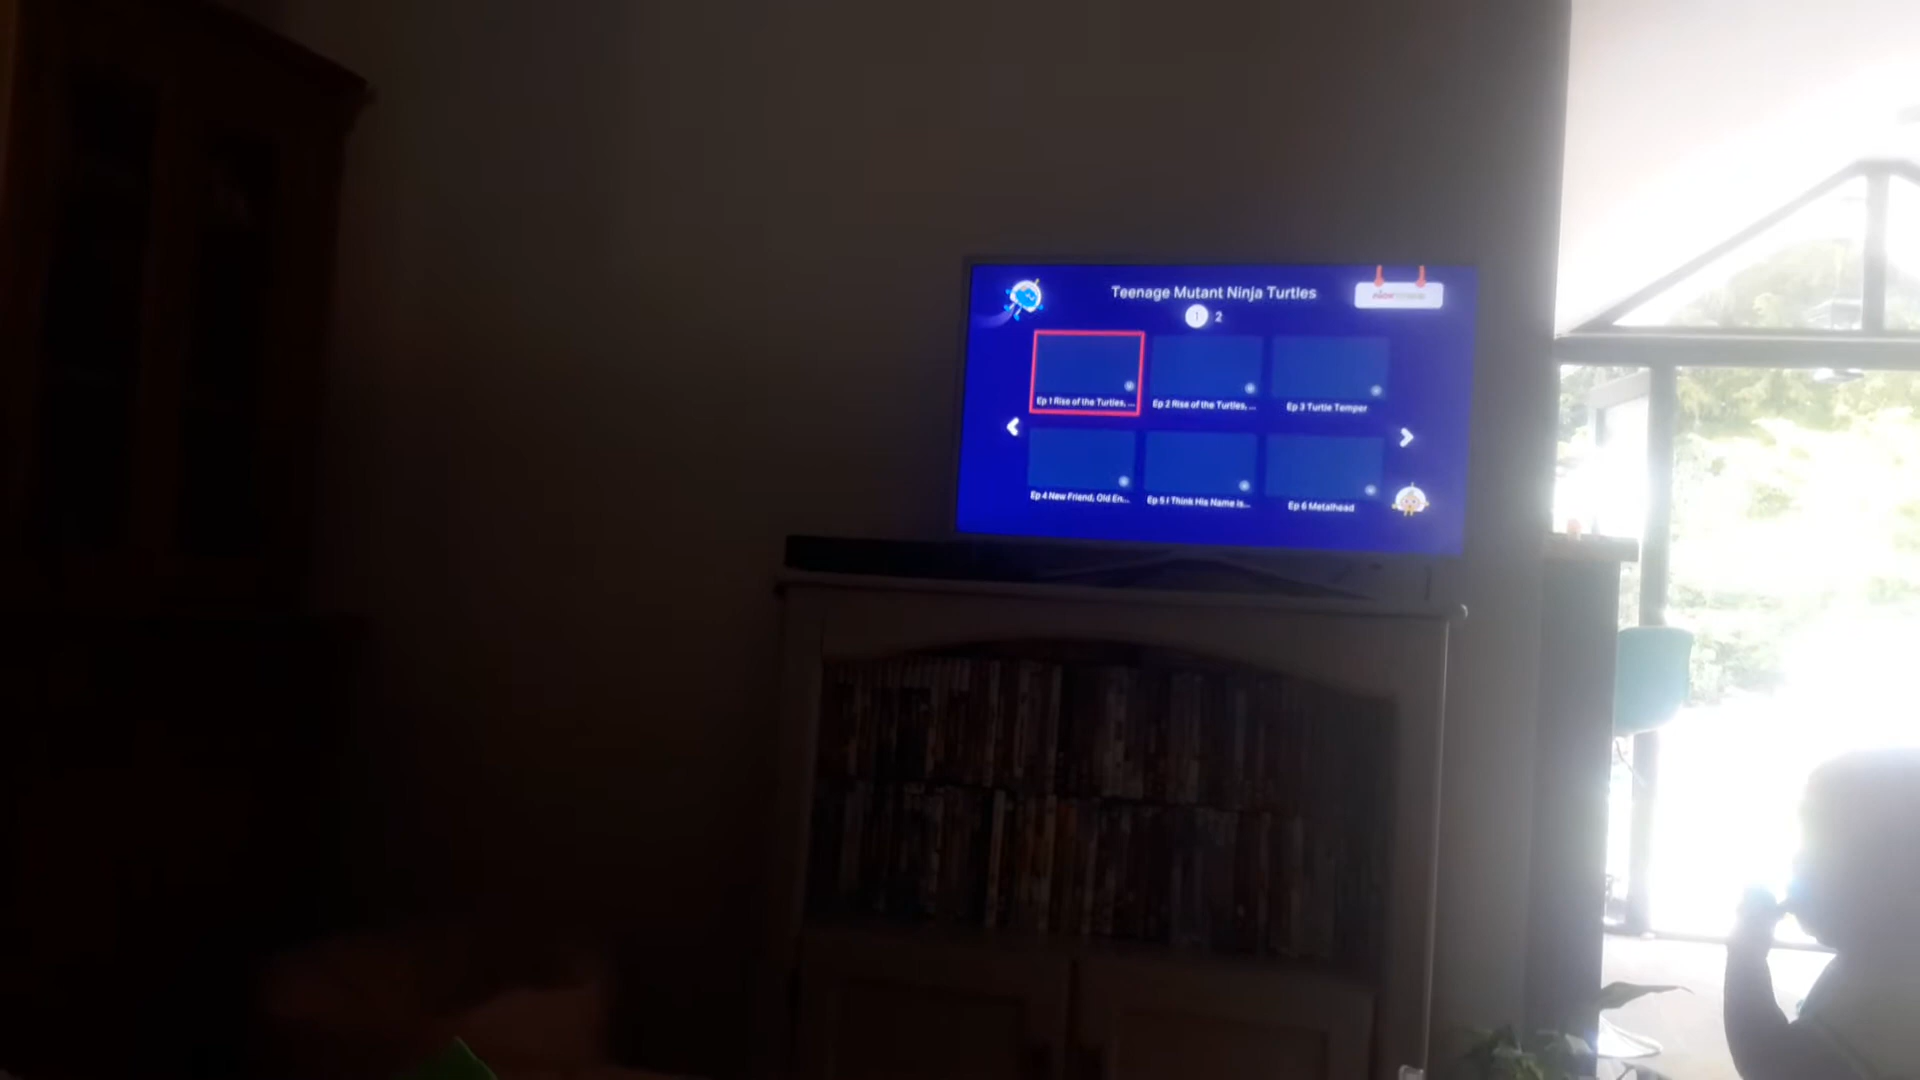 Teenage Mutant Ninja Turtles
nick
1 2
Ep 1 Rise of the Turtles, ...
Ep 2 Rise of the Turtles, ...
Ep 3 Turtle Temper
Ep 4 New Friend, Old En...
Ep 5 I Think His Name is...
Ep 6 Metalhead